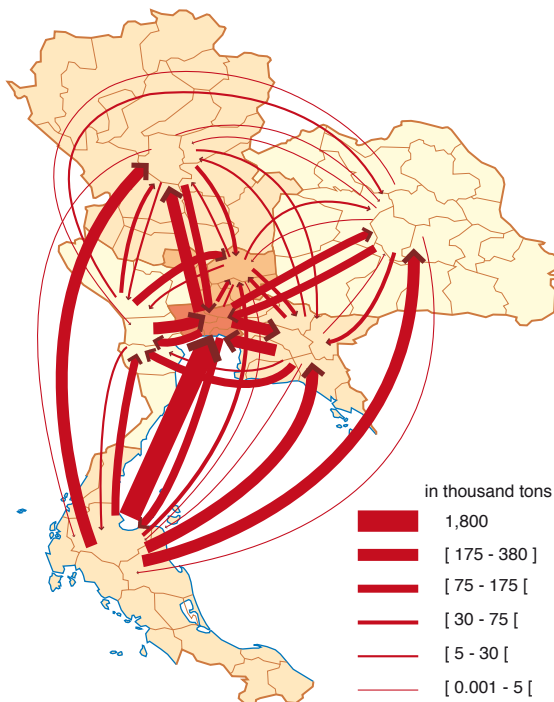 in thousand tons
1,800
[ 175 - 380 ]
[ 75 - 175 [
[ 30 - 75 [
[ 5 - 30 [
[ 0.001 - 5 [